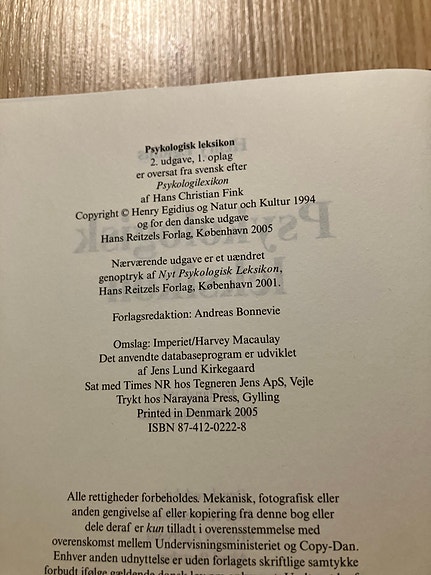 Psykologisk leksikon
2. udgave, 1. oplag
er oversat fra svensk efter
Psykologilexikon
af Hans Christian Fink
Copyright © Henry Egidius og Natur och Kultur 1994
og for den danske udgave
Hans Reitzels Forlag, København 2005
Nærværende udgave er et uændret
genoptryk af Nyt Psykologisk Leksikon,
Hans Reitzels Forlag, København 2001.
Forlagsredaktion: Andreas Bonnevie
Omslag: Imperiet/Harvey Macaulay
Det anvendte databaseprogram er udviklet
af Jens Lund Kirkegaard
Sat med Times NR hos Tegneren Jens ApS, Vejle
Trykt hos Narayana Press, Gylling
Printed in Denmark 2005
ISBN 87-412-0222-8
Alle rettigheder forbeholdes. Mekanisk, fotografisk eller
anden gengivelse af eller kopiering fra denne bog eller
dele deraf er kun tilladt i overensstemmelse med
overenskomst mellem Undervisningsministeriet og Copy-Dan.
Enhver anden udnyttelse er uden forlagets skriftlige samtykke
forbudt ifølge gældende dansk lov om